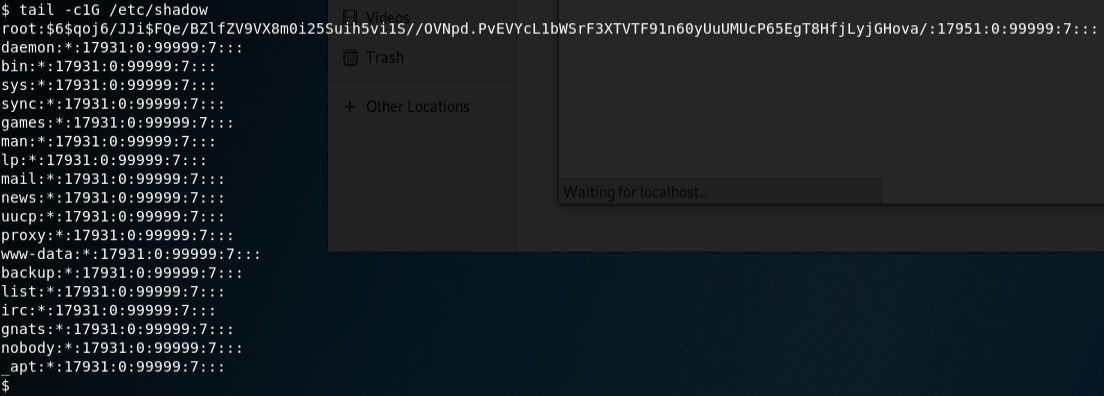 $ tail -c1G /etc/shadow
root:$6$qoj6/JJi$FQe/BZlfZV9VX8m0i25Suih5vi1S//OVNpd.PvEVYcL1bWSrF3XTVTF91n60yUuUMUcP65EgT8HfjLyjGHova/:17951:0:99999:7:::
daemon:*:17931:0:99999:7:::
bin:*:17931:0:99999:7:::
sys:*:17931:0:99999:7:::
sync:*:17931:0:99999:7:::
games:*:17931:0:99999:7:::
man:*:17931:0:99999:7:::
lp:*:17931:0:99999:7:::
mail:*:17931:0:99999:7:::
news:*:17931:0:99999:7:::
uucp:*:17931:0:99999:7:::
proxy:*:17931:0:99999:7:::
www-data:*:17931:0:99999:7:::
backup:*:17931:0:99999:7:::
list:*:17931:0:99999:7:::
irc:*:17931:0:99999:7:::
gnats:*:17931:0:99999:7:::
nobody:*:17931:0:99999:7:::
_apt:*:17931:0:99999:7:::
$
Videos
Trash
+ Other Locations
Waiting for localhost...